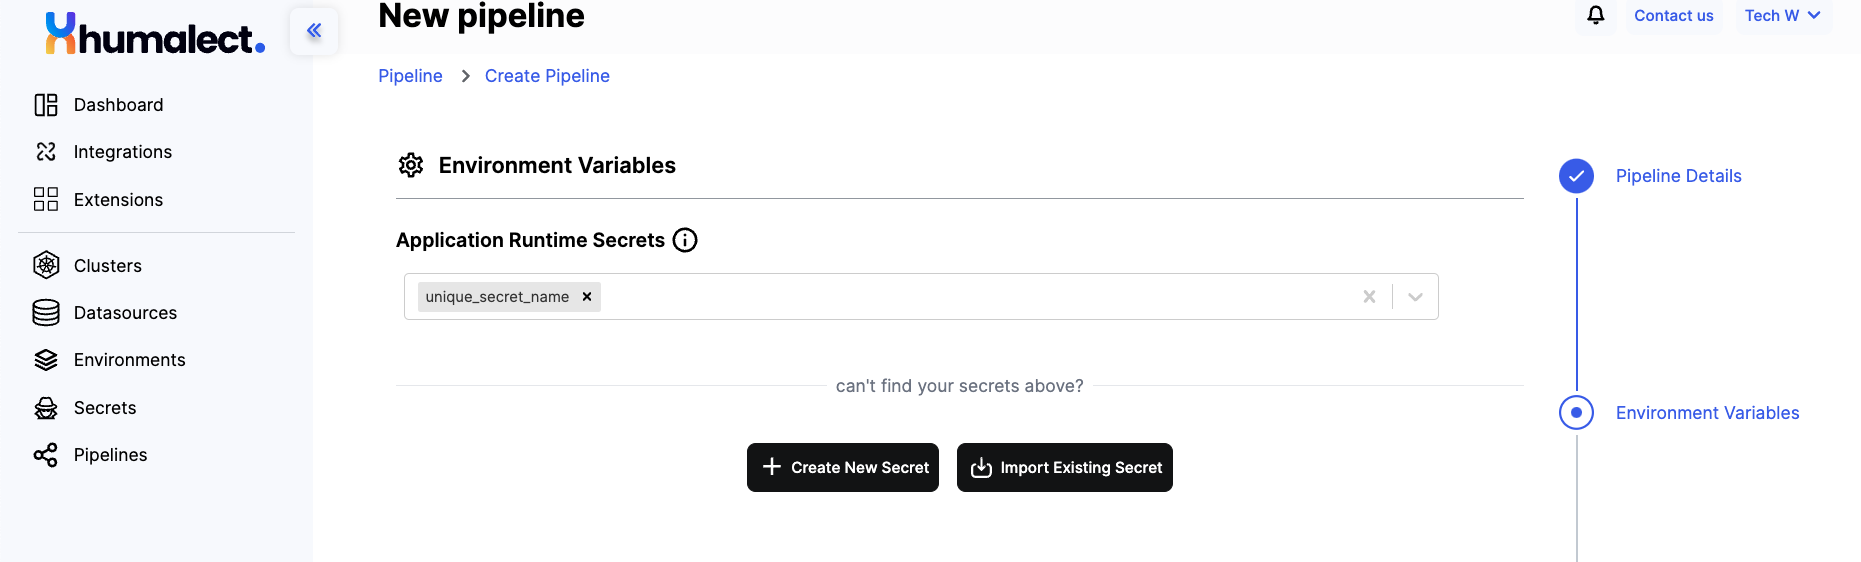 humalect.
New pipeline
Contact us
Tech W
Pipeline > Create Pipeline
Dashboard
Integrations
Extensions
Clusters
Datasources
Environments
Secrets
Pipelines
Environment Variables
Application Runtime Secrets
unique_secret_name
can't find your secrets above?
Create New Secret
Import Existing Secret
Pipeline Details
Environment Variables